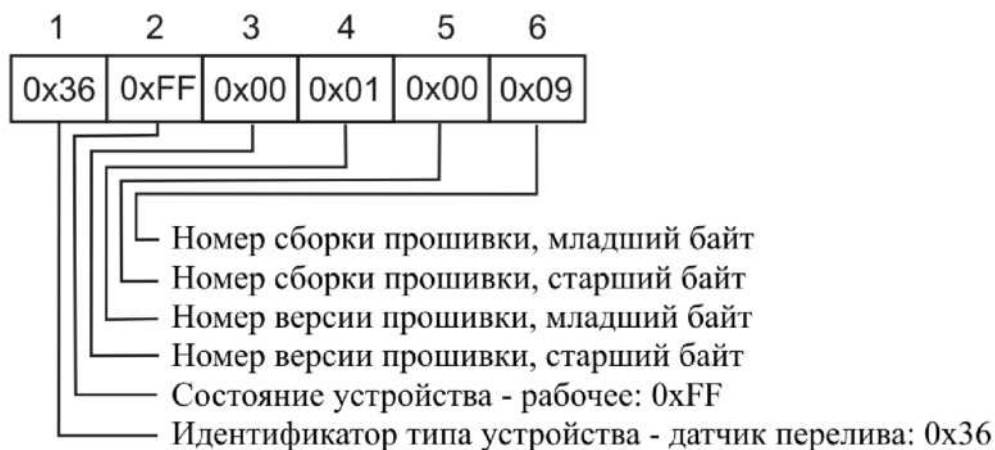 1 2 3 4 5 6
0x36 0xFF 0x00 0x01 0x00 0x09
Номер сборки прошивки, младший байт
Номер сборки прошивки, старший байт
Номер версии прошивки, младший байт
Номер версии прошивки, старший байт
Состояние устройства - рабочее: 0xFF
Идентификатор типа устройства - датчик перелива: 0x36